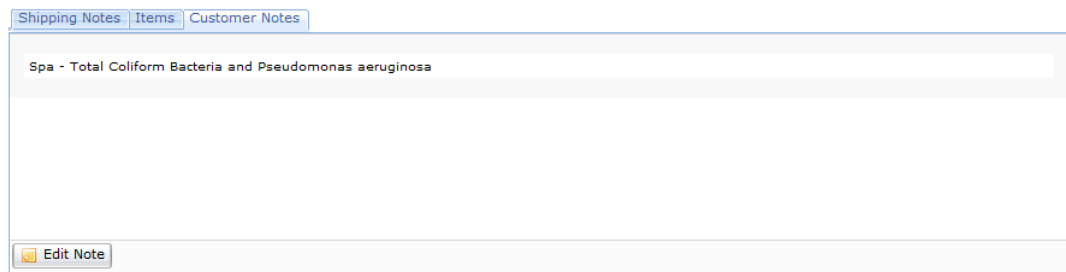 Shipping Notes Items Customer Notes
Spa - Total Coliform Bacteria and Pseudomonas aeruginosa
Edit Note